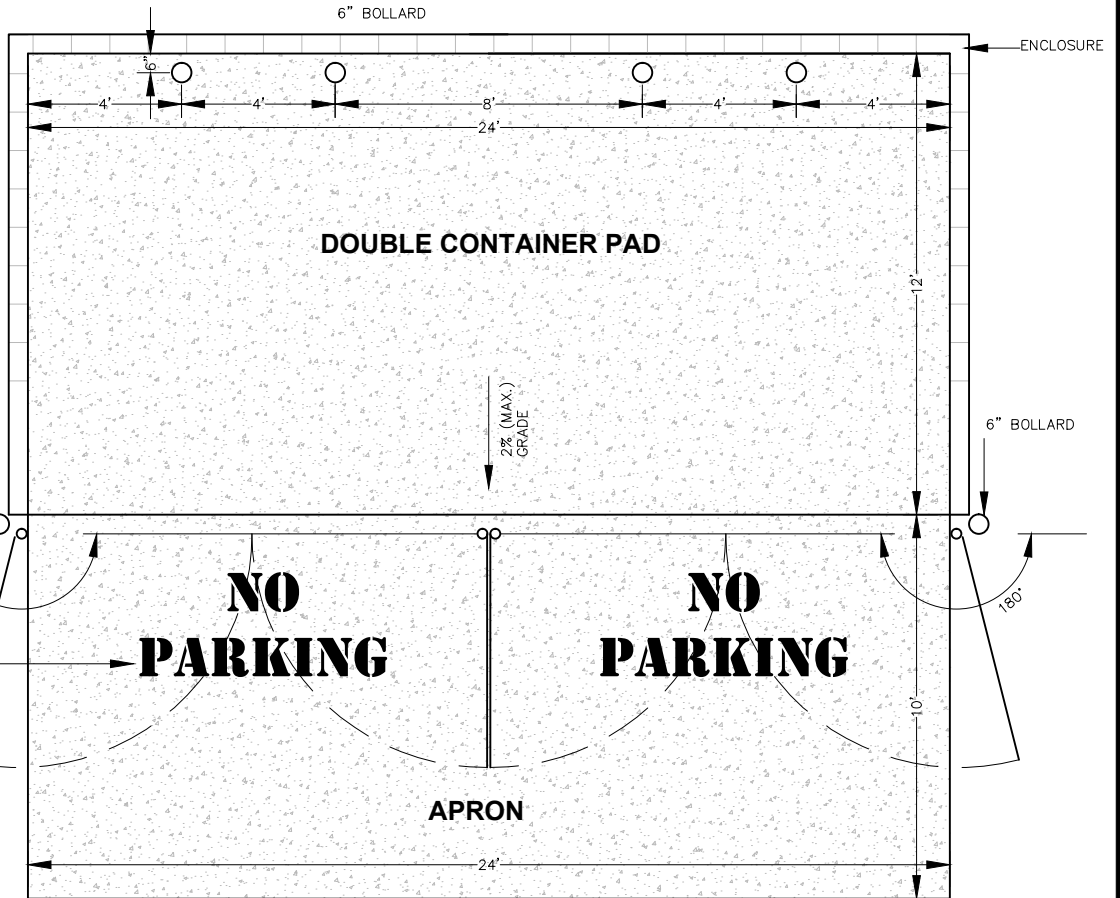 6” BOLLARD
ENCLOSURE
6”
4’
4’
8’
4’
4’
24’
DOUBLE CONTAINER PAD
12’
2% (MAX.)
GRADE
6” BOLLARD
NO
PARKING
NO
PARKING
180°
10’
APRON
24’